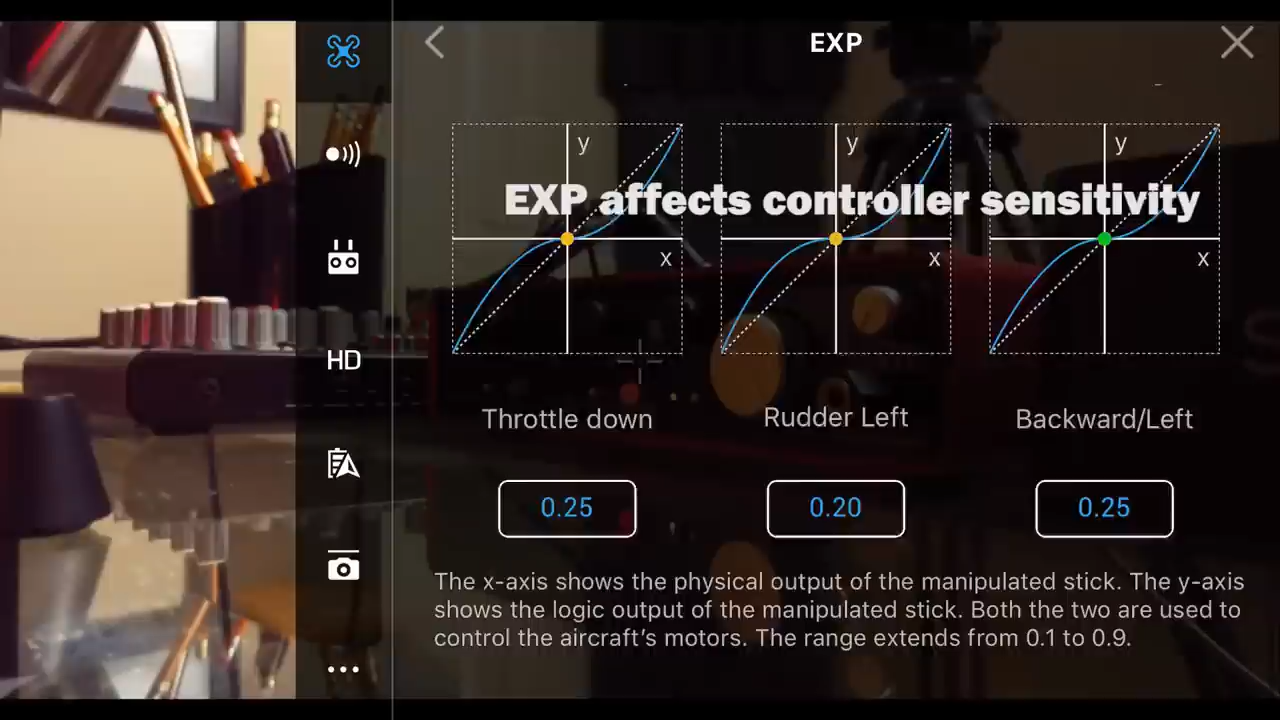 EXP
y
y
y
EXP affects controller sensitivity
x
x
x
HD
Throttle down
Rudder Left
Backward/Left
0.25
0.20
0.25
The x-axis shows the physical output of the manipulated stick. The y-axis
shows the logic output of the manipulated stick. Both the two are used to
control the aircraft's motors. The range extends from 0.1 to 0.9.